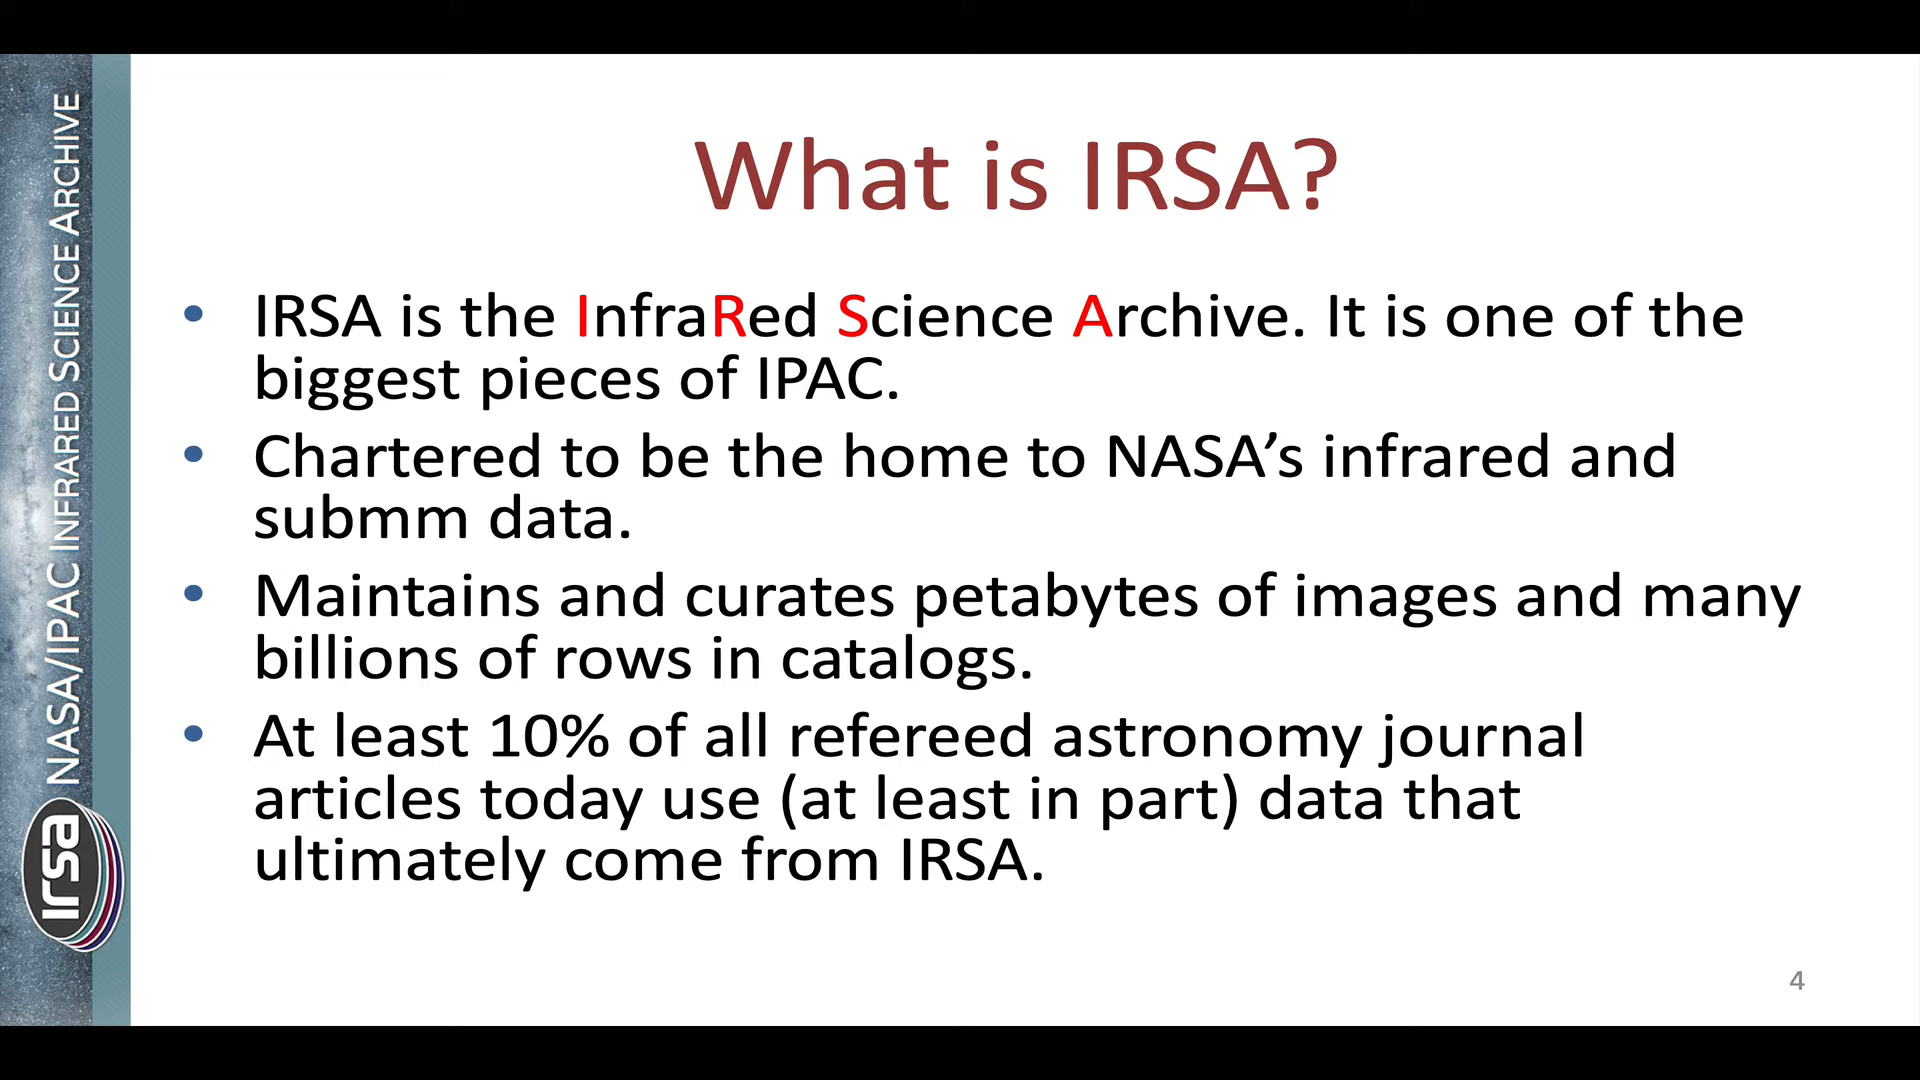 What is IRSA?
• IRSA is the InfraRed Science Archive. It is one of the
biggest pieces of IPAC.
• Chartered to be the home to NASA’s infrared and
submm data.
• Maintains and curates petabytes of images and many
billions of rows in catalogs.
• At least 10% of all refereed astronomy journal
articles today use (at least in part) data that
ultimately come from IRSA.
NASA/IPAC INFRARED SCIENCE ARCHIVE
irsa
4